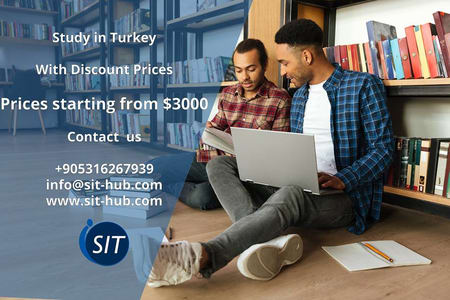 Study in Turkey
With Discount Prices
Prices starting from $3000
Contact us
+905316267939
info@sit-hub.com
www.sit-hub.com
SIT